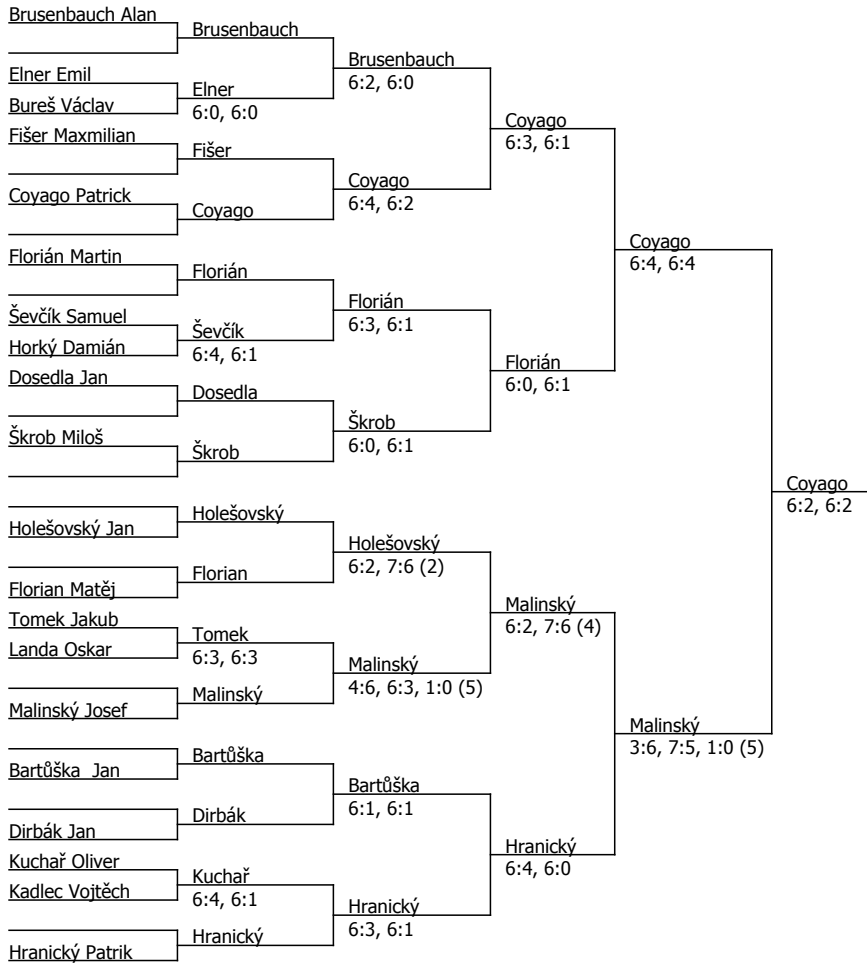 Brusenbauch Alan
Brusenbauch
Brusenbauch
6:2, 6:0
Elner Emil
Elner
6:0, 6:0
Bureš Václav
Coyago
6:3, 6:1
Fišer Maxmilian
Fišer
Coyago
6:4, 6:2
Coyago Patrick
Coyago
Coyago
6:4, 6:4
Florián Martin
Florián
Florián
6:3, 6:1
Ševčík Samuel
Ševčík
6:4, 6:1
Horký Damián
Florián
6:0, 6:1
Dosedla Jan
Dosedla
Škrob
6:0, 6:1
Škrob Miloš
Škrob
Coyago
6:2, 6:2
Holešovský Jan
Holešovský
Holešovský
6:2, 7:6 (2)
Florian Matěj
Florian
Malinský
6:2, 7:6 (4)
Tomek Jakub
Tomek
6:3, 6:3
Landa Oskar
Malinský
4:6, 6:3, 1:0 (5)
Malinský Josef
Malinský
Malinský
3:6, 7:5, 1:0 (5)
Bartůška  Jan
Bartůška
Bartůška
6:1, 6:1
Dirbák Jan
Dirbák
Hranický
6:4, 6:0
Kuchař Oliver
Kuchař
6:4, 6:1
Kadlec Vojtěch
Hranický
6:3, 6:1
Hranický Patrik
Hranický